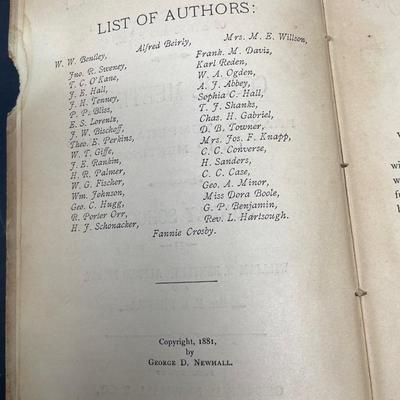 LIST OF AUTHORS:
Alfred Beirly, Mrs. M. E. Willson,
W. W. Bentley,
Jno. R. Sweney,
T. C. O'Kane,
J. E. Hall,
J. H. Tenney,
P. P. Bliss,
E. S. Lorentz,
J. W. Bischoff,
Theo. E. Perkins,
W. T. Giffe,
J. E. Rankin,
H. R. Palmer,
W. G. Fischer,
Wm. Johnson,
Geo. C. Hugg,
R. Porter Orr,
H. J. Schonacker,
Frank. M. Davis,
Karl Reden,
W. A. Ogden,
A. J. Abbey,
Sophia C. Hall,
T. J. Shanks,
Chas. H. Gabriel,
D. B. Towner,
Mrs. Jos. F. Knapp,
C. C. Converse,
H. Sanders,
C. C. Case,
Geo. A. Minor,
Miss Dora Boole,
G. P. Benjamin,
Rev. L. Hartsough.
Fannie Crosby.
Copyright, 1881,
by
GEORGE D. NEWHALL.